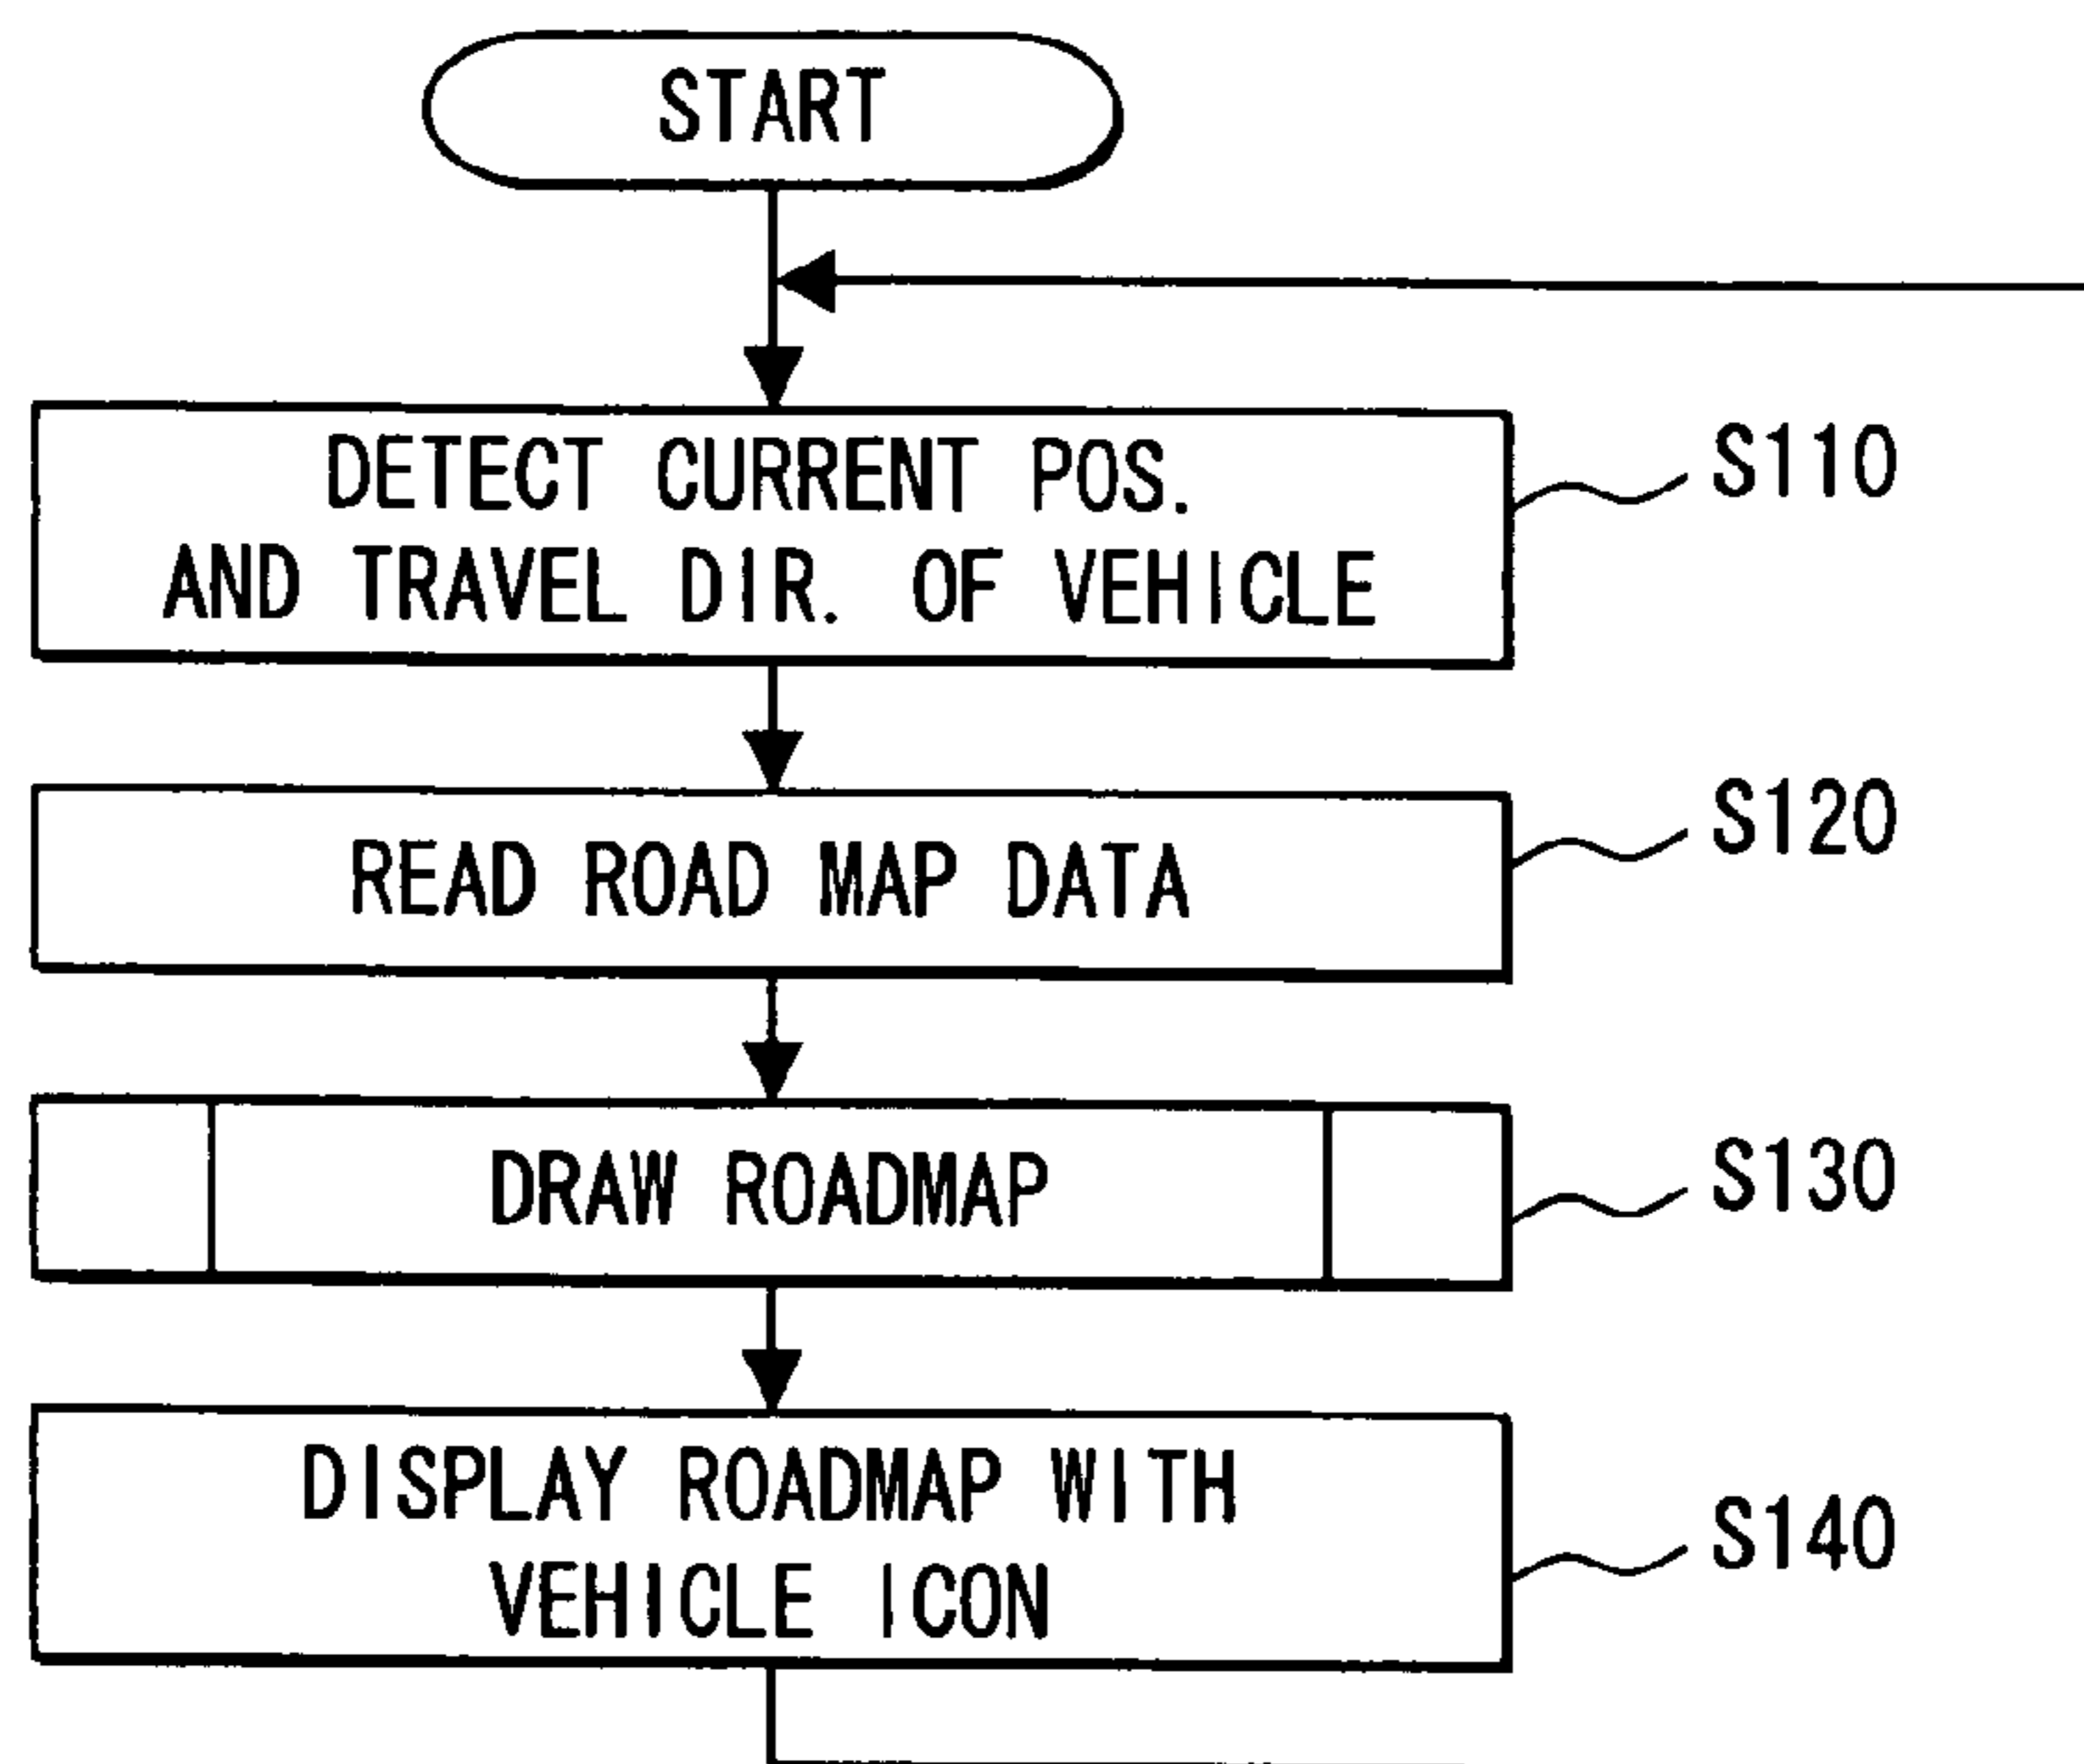 START
DETECT CURRENT POS.
AND TRAVEL DIR. OF VEHICLE
S110
READ ROAD MAP DATA
S120
DRAW ROADMAP
S130
DISPLAY ROADMAP WITH
VEHICLE ICON
S140